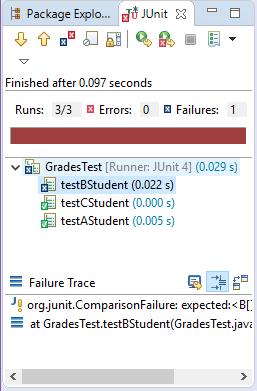 Package Explo... JUnit
Finished after 0.097 seconds
Runs: 3/3 Errors: 0 Failures: 1
GradesTest [Runner: JUnit 4] (0.029 s)
testBStudent (0.022 s)
testCStudent (0.000 s)
testAStudent (0.005 s)
Failure Trace
org.junit.ComparisonFailure: expected:<B[]
at GradesTest.testBStudent(GradesTest.java